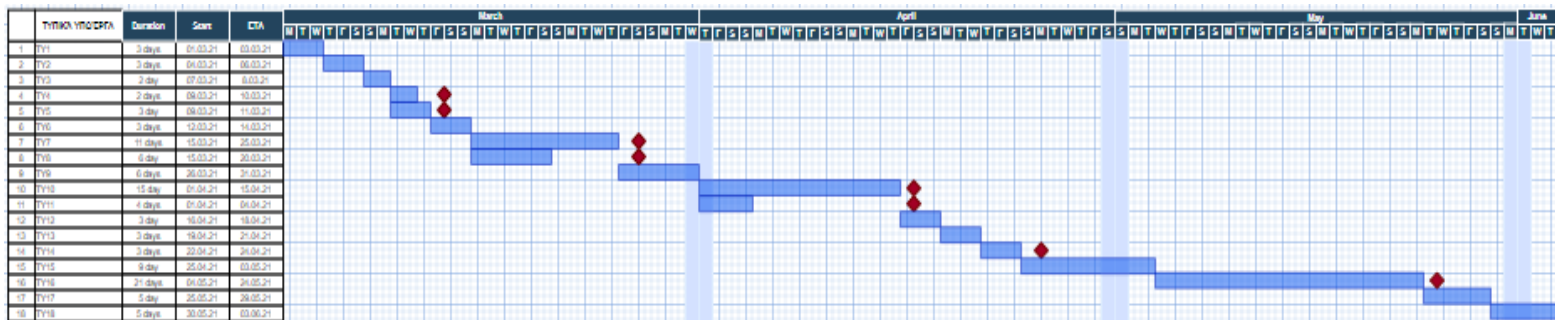 ΤΥΠΙΚΑ ΥΠΟ/ΕΡΓΑ Duration Start ETA March April May June
M T W T F S S M T W T F S S M T W T F S S M T W T F S S M T W T F S S M T W T F S S M T W T F S S M T W T F S S M T W T F S S M T W T F S S M T W T F S S M T W T F S S M T W T F S S M T W T
1 TY1 3 days 01.03.21 03.03.21
2 TY2 3 days 04.03.21 06.03.21
3 TY3 2 day 07.03.21 8.03.21
4 TY4 2 days 09.03.21 10.03.21
5 TY5 3 day 09.03.21 11.03.21
6 TY6 3 days 12.03.21 14.03.21
7 TY7 11 days 15.03.21 25.03.21
8 TY8 6 day 15.03.21 20.03.21
9 TY9 6 days 26.03.21 31.03.21
10 TY10 15 day 01.04.21 15.04.21
11 TY11 4 days 01.04.21 04.04.21
12 TY12 3 day 16.04.21 18.04.21
13 TY13 3 days 19.04.21 21.04.21
14 TY14 3 days 22.04.21 24.04.21
15 TY15 9 day 25.04.21 03.05.21
16 TY16 21 days 04.05.21 24.05.21
17 TY17 5 day 25.05.21 29.05.21
18 TY18 5 days 30.05.21 03.06.21